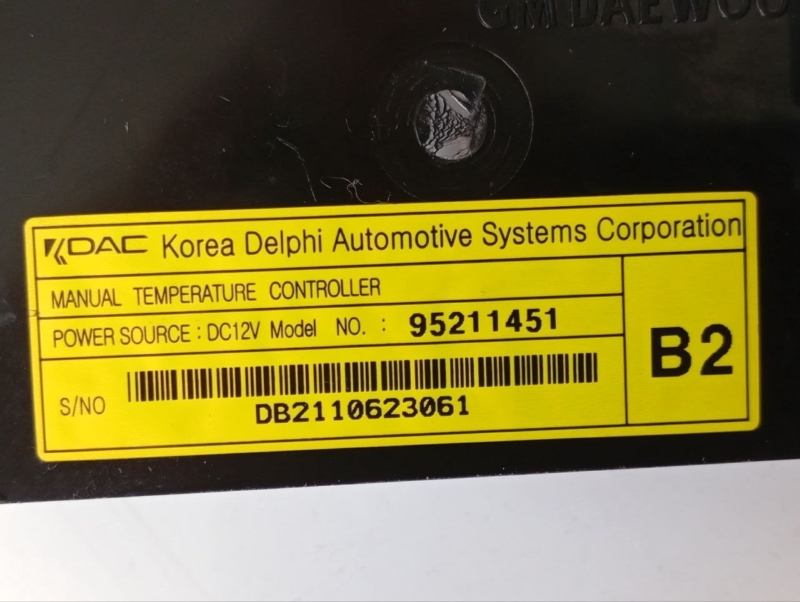 GM DAEWOO
KDAC Korea Delphi Automotive Systems Corporation
MANUAL TEMPERATURE CONTROLLER
POWER SOURCE : DC12V Model NO. : 95211451
B2
S/NO
DB2110623061